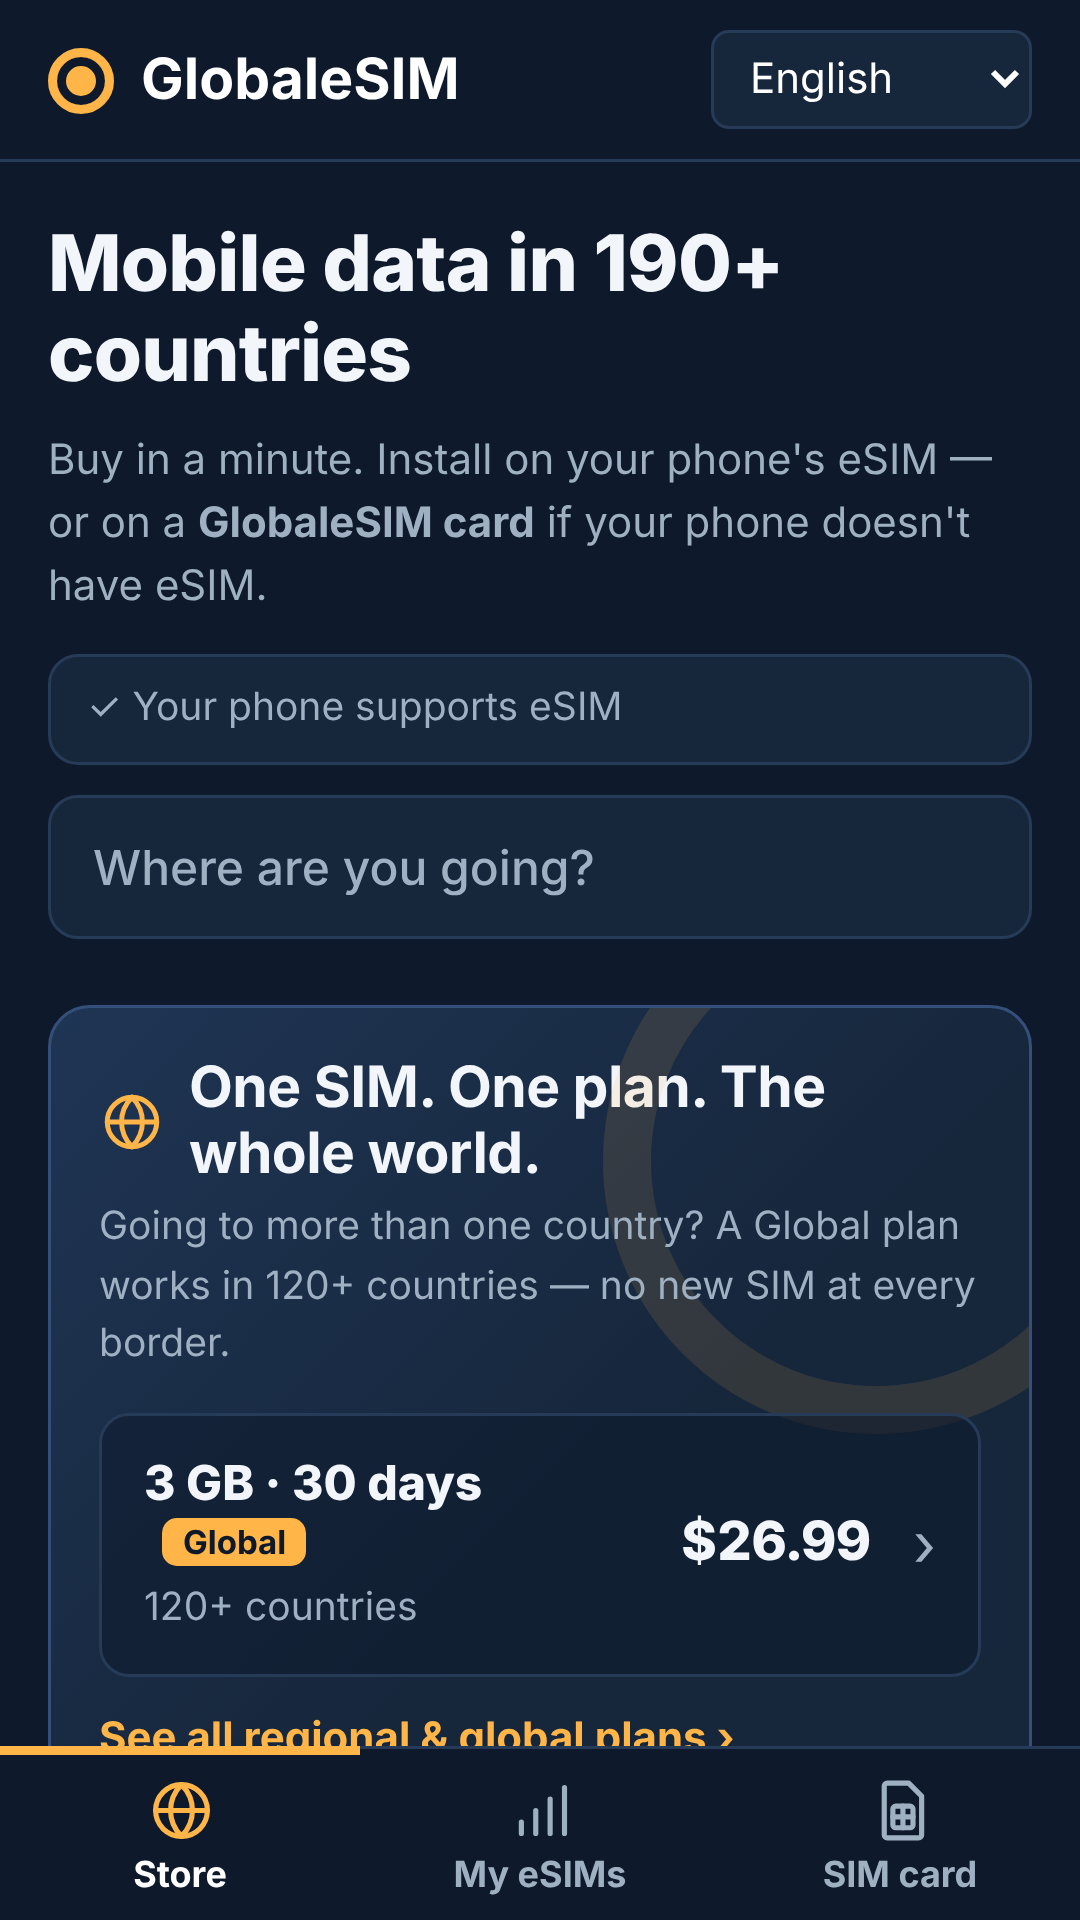 GlobaleSIM
English
Mobile data in 190+
countries
Buy in a minute. Install on your phone's eSIM —
or on a GlobaleSIM card if your phone doesn't
have eSIM.
✓ Your phone supports eSIM
Where are you going?
One SIM. One plan. The
whole world.
Going to more than one country? A Global plan
works in 120+ countries — no new SIM at every
border.
3 GB · 30 days
Global
$26.99 ›
120+ countries
See all regional & global plans ›
Store
My eSIMs
SIM card